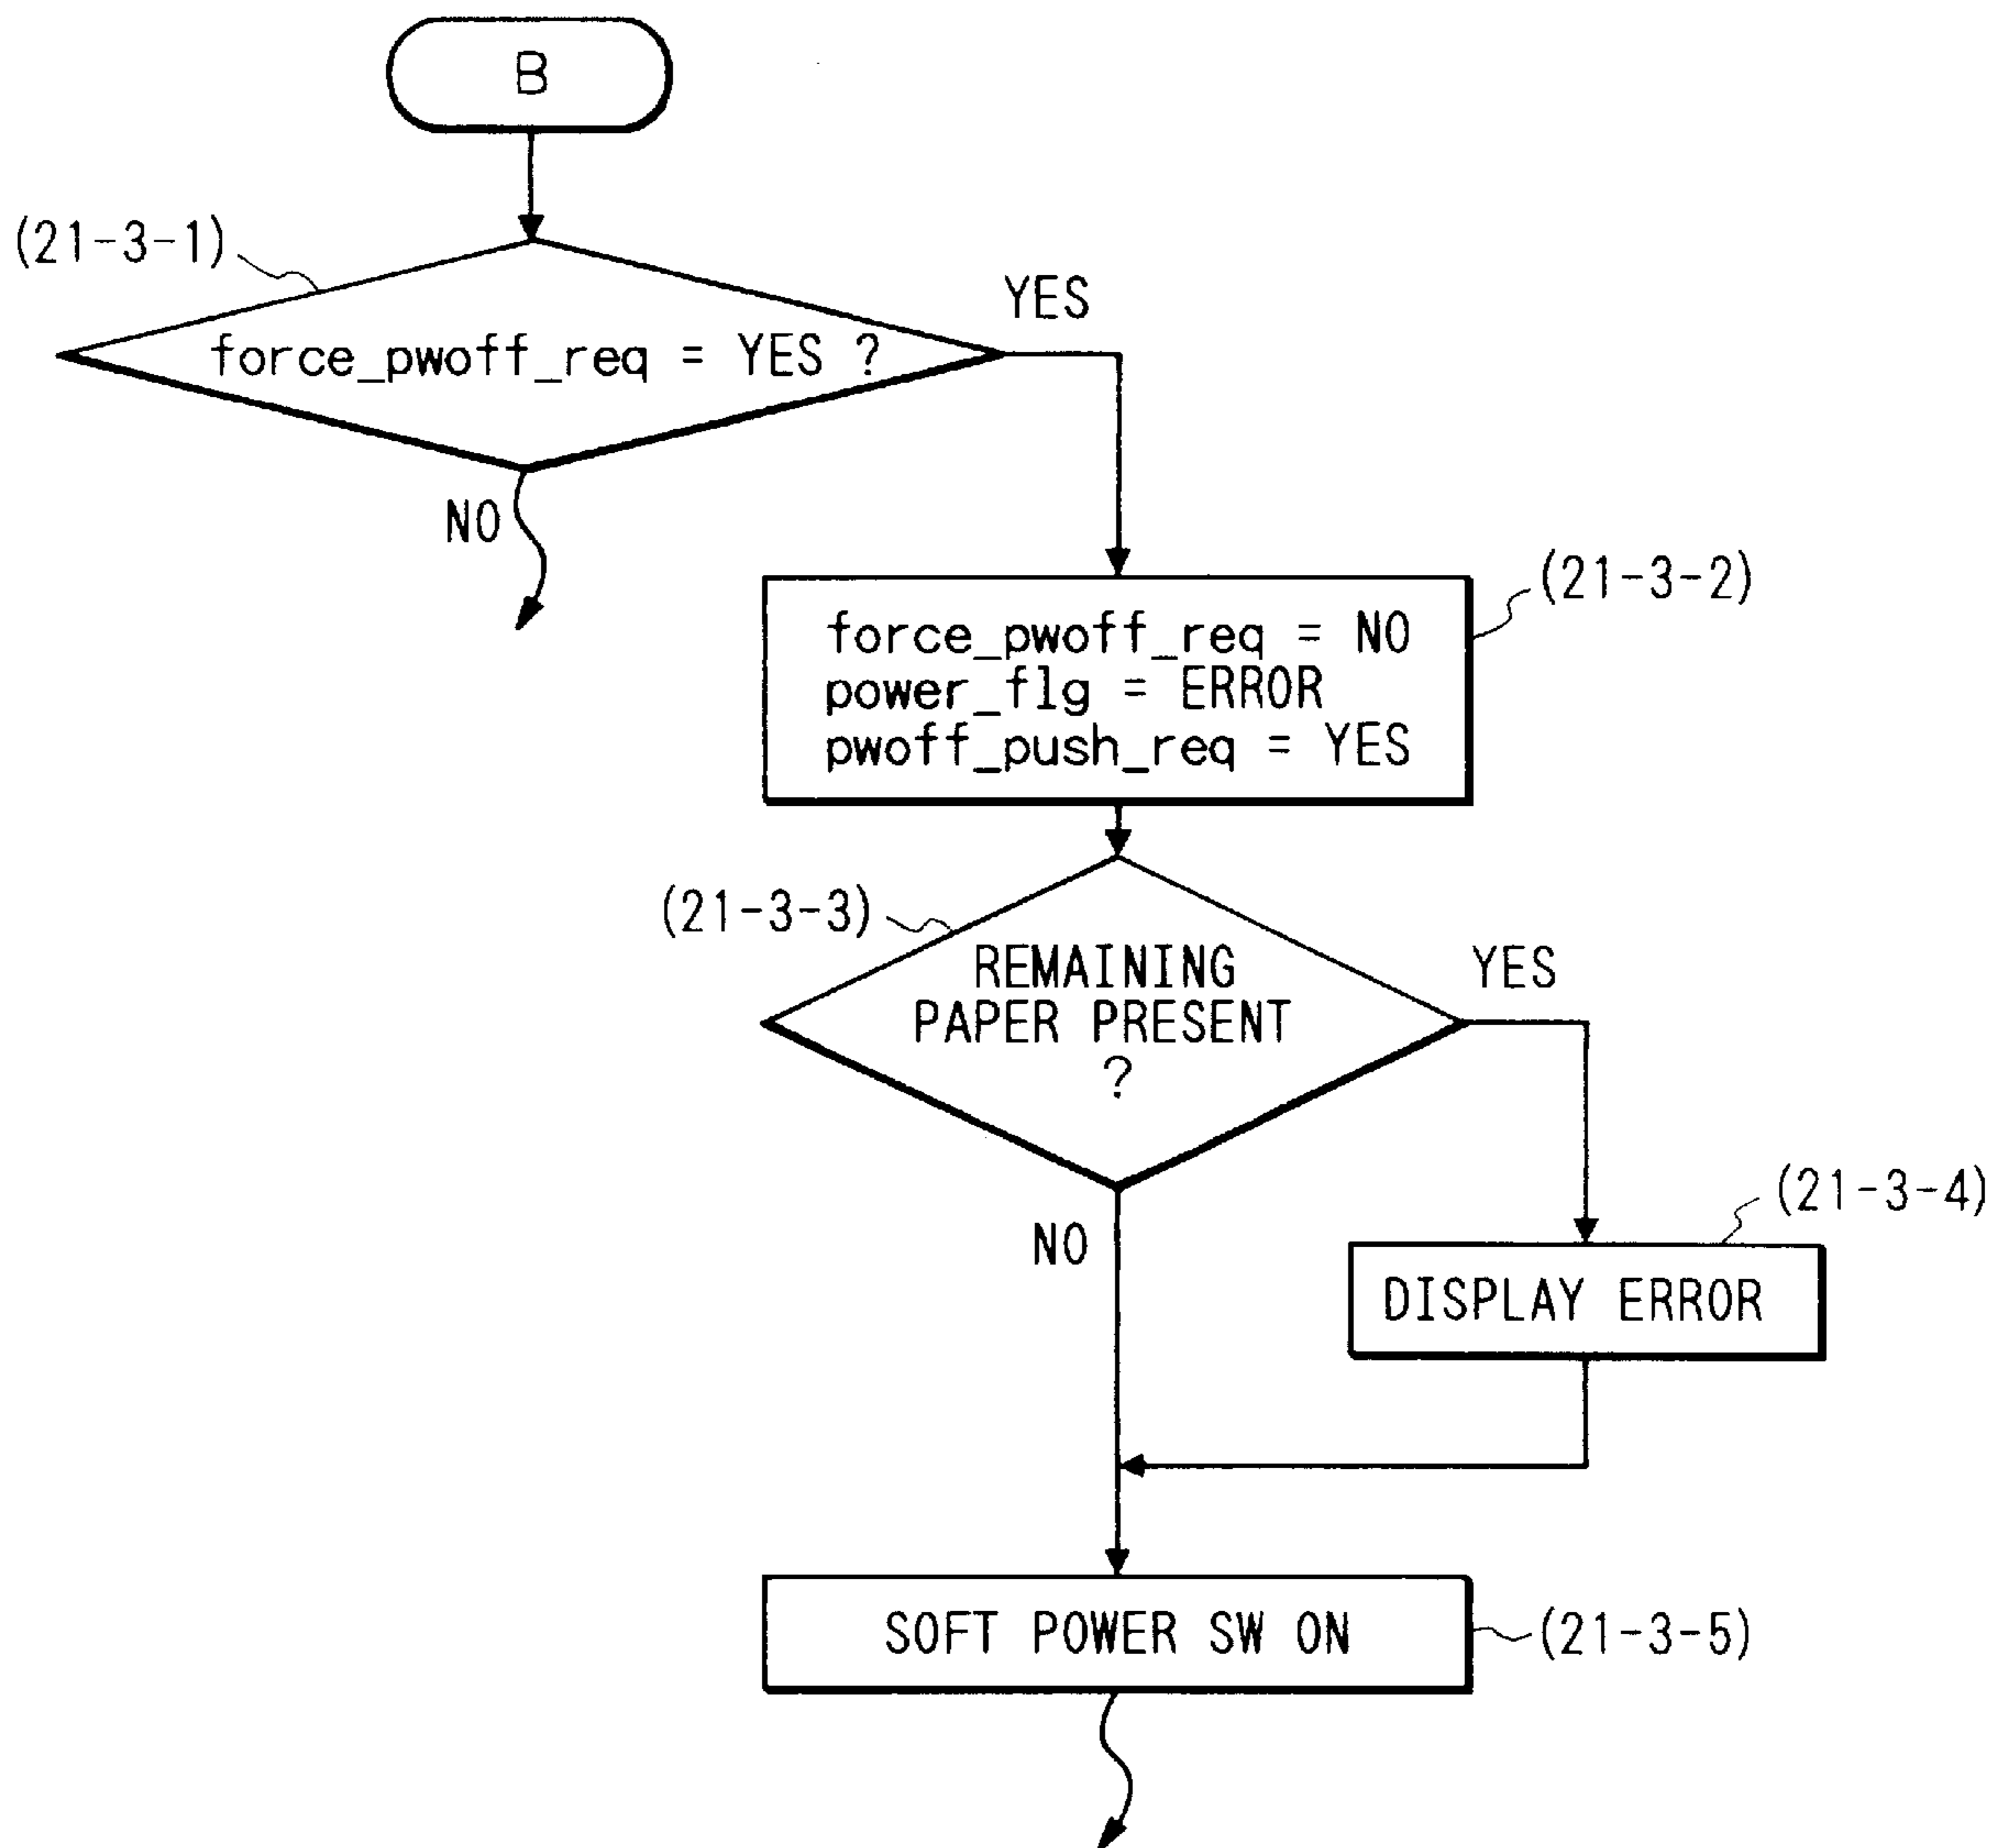 B
(21-3-1)
YES
force_pwoff_req = YES ?
NO
(21-3-2)
force_pwoff_req = NO
power_flg = ERROR
pwoff_push_req = YES
(21-3-3)
REMAINING
PAPER PRESENT
?
YES
(21-3-4)
NO
DISPLAY ERROR
SOFT POWER SW ON
(21-3-5)